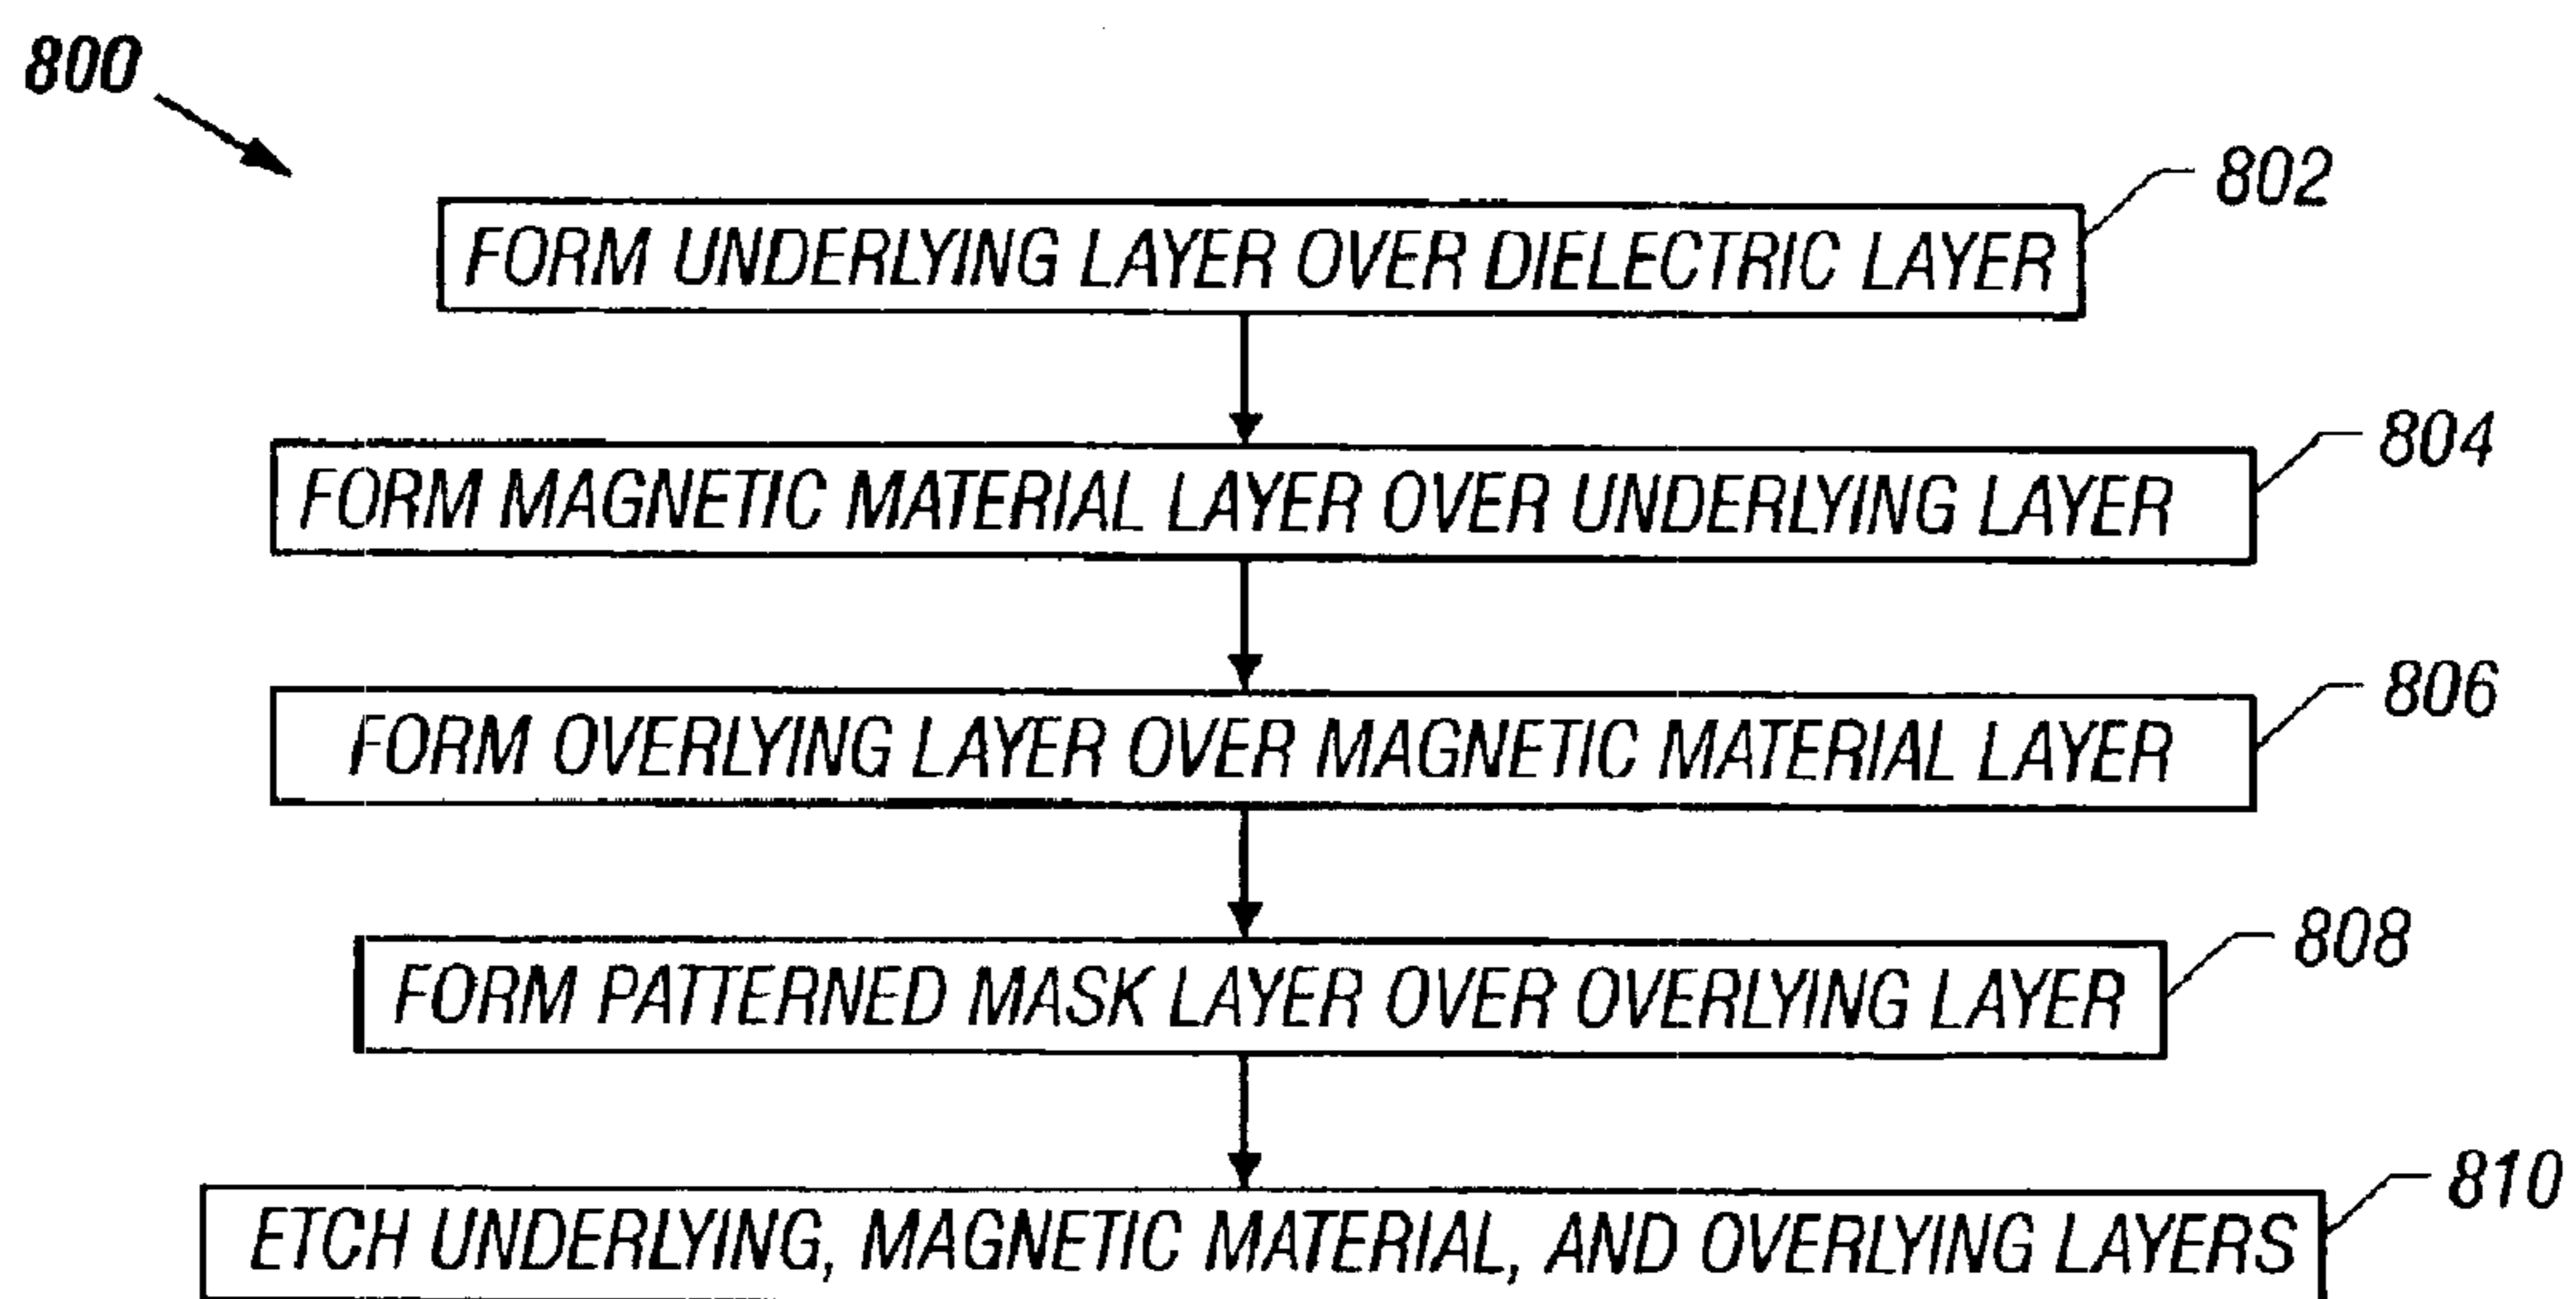 800
802
FORM UNDERLYING LAYER OVER DIELECTRIC LAYER
804
FORM MAGNETIC MATERIAL LAYER OVER UNDERLYING LAYER
806
FORM OVERLYING LAYER OVER MAGNETIC MATERIAL LAYER
808
FORM PATTERNED MASK LAYER OVER OVERLYING LAYER
810
ETCH UNDERLYING, MAGNETIC MATERIAL, AND OVERLYING LAYERS